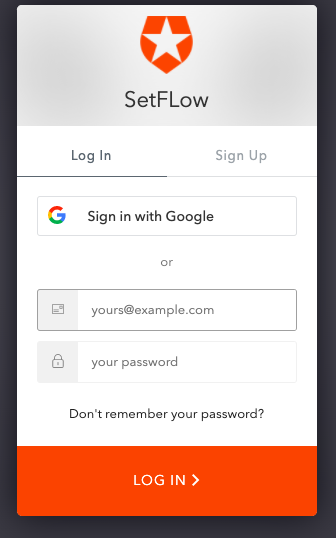 SetFLow
Log In
Sign Up
Sign in with Google
or
yours@example.com
your password
Don't remember your password?
LOG IN